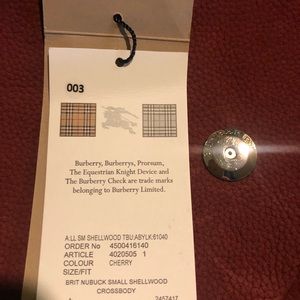 003
Burberry, Burberrys, Prorsum,
The Equestrian Knight Device and
The Burberry Check are trade marks
belonging to Burberry Limited.
A:LL SM SHELLWOOD TBU:ABYLK:61040
ORDER No 4500416140
ARTICLE 4020505 1
COLOUR CHERRY
SIZE/FIT
BRIT NUBUCK SMALL SHELLWOOD
CROSSBODY
2457417